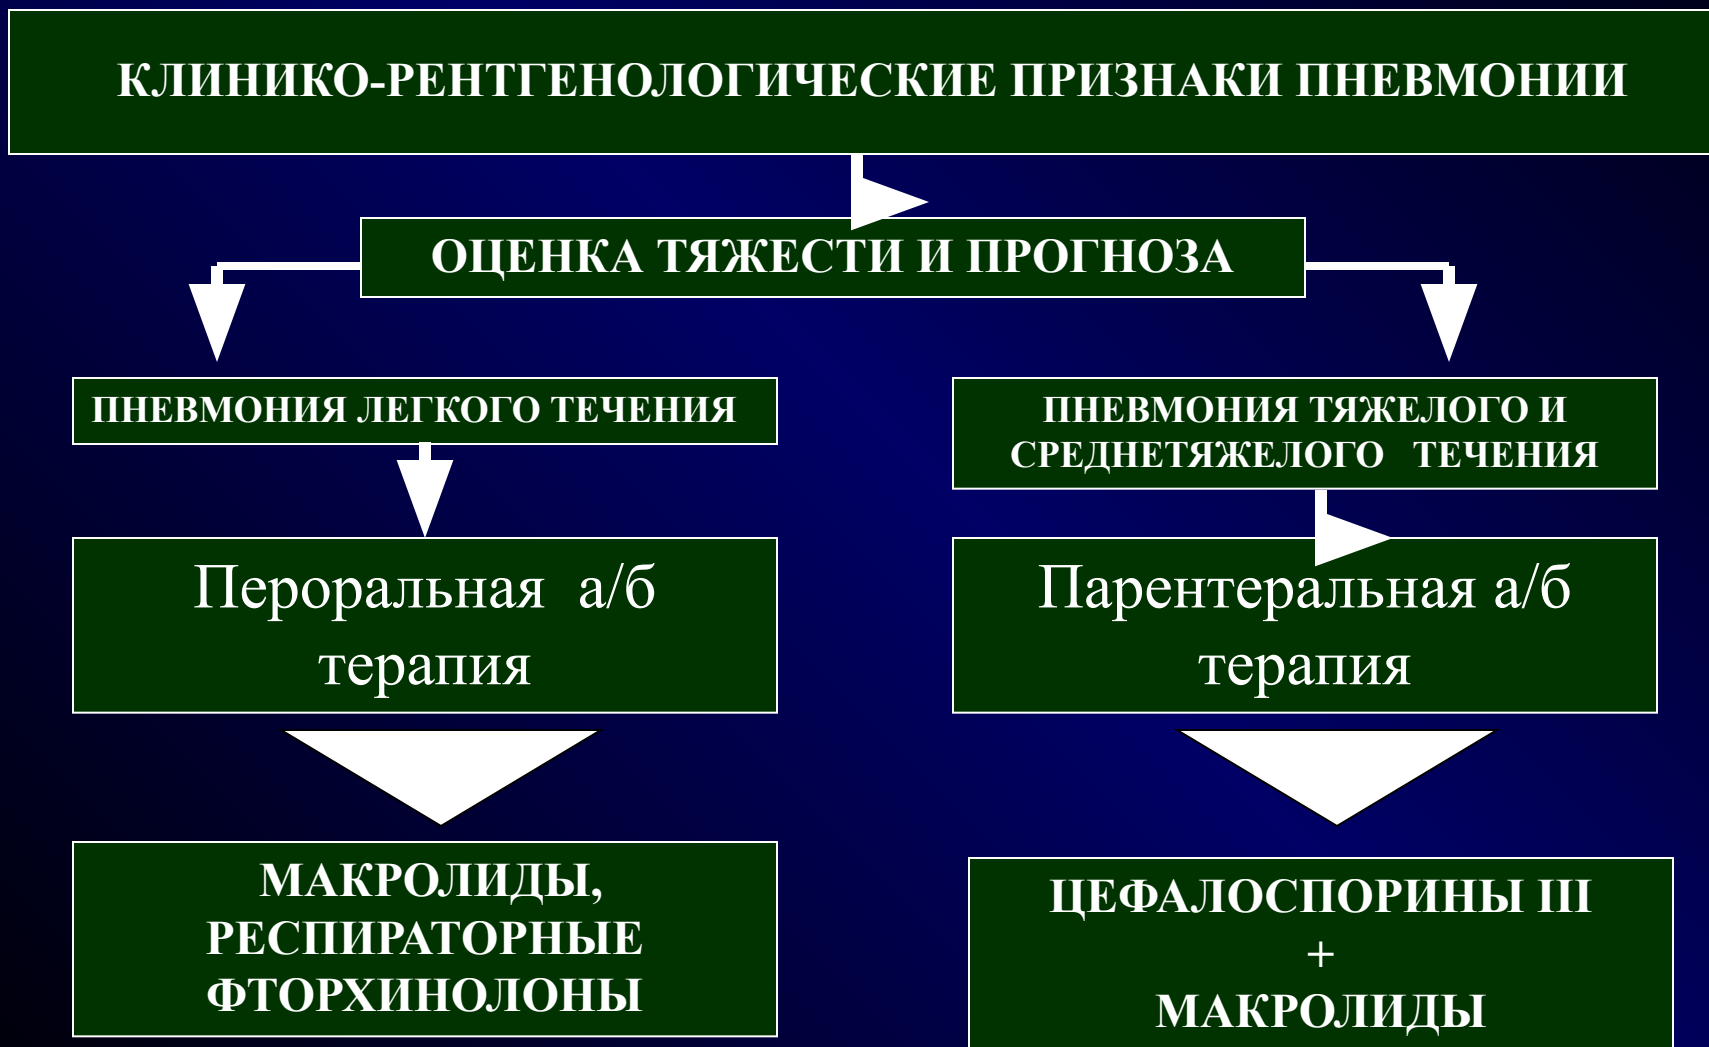 КЛИНИКО-РЕНТГЕНОЛОГИЧЕСКИЕ ПРИЗНАКИ ПНЕВМОНИИ
ОЦЕНКА ТЯЖЕСТИ И ПРОГНОЗА
ПНЕВМОНИЯ ЛЕГКОГО ТЕЧЕНИЯ
ПНЕВМОНИЯ ТЯЖЕЛОГО И
СРЕДНЕТЯЖЕЛОГО ТЕЧЕНИЯ
Пероральная а/б
терапия
Парентеральная а/б
терапия
МАКРОЛИДЫ,
РЕСПИРАТОРНЫЕ
ФТОРХИНОЛОНЫ
ЦЕФАЛОСПОРИНЫ III
+
МАКРОЛИДЫ